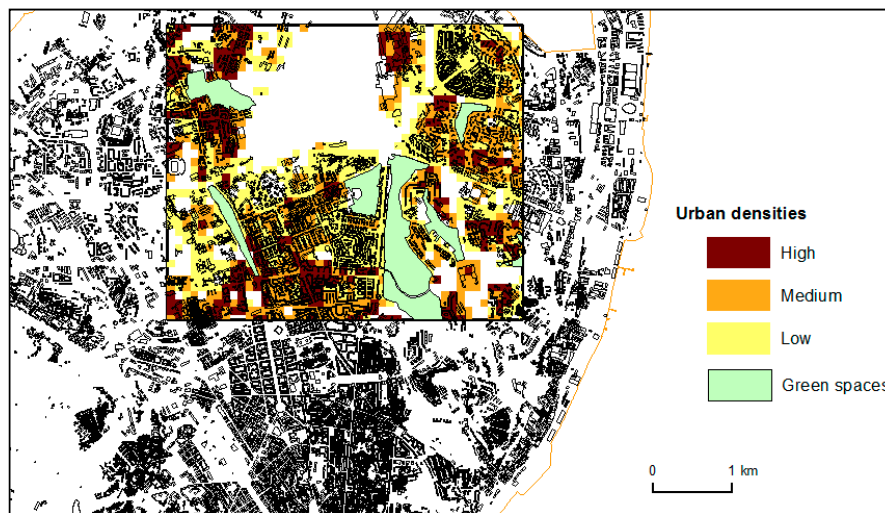 Urban densities
High
Medium
Low
Green spaces
0 1 km